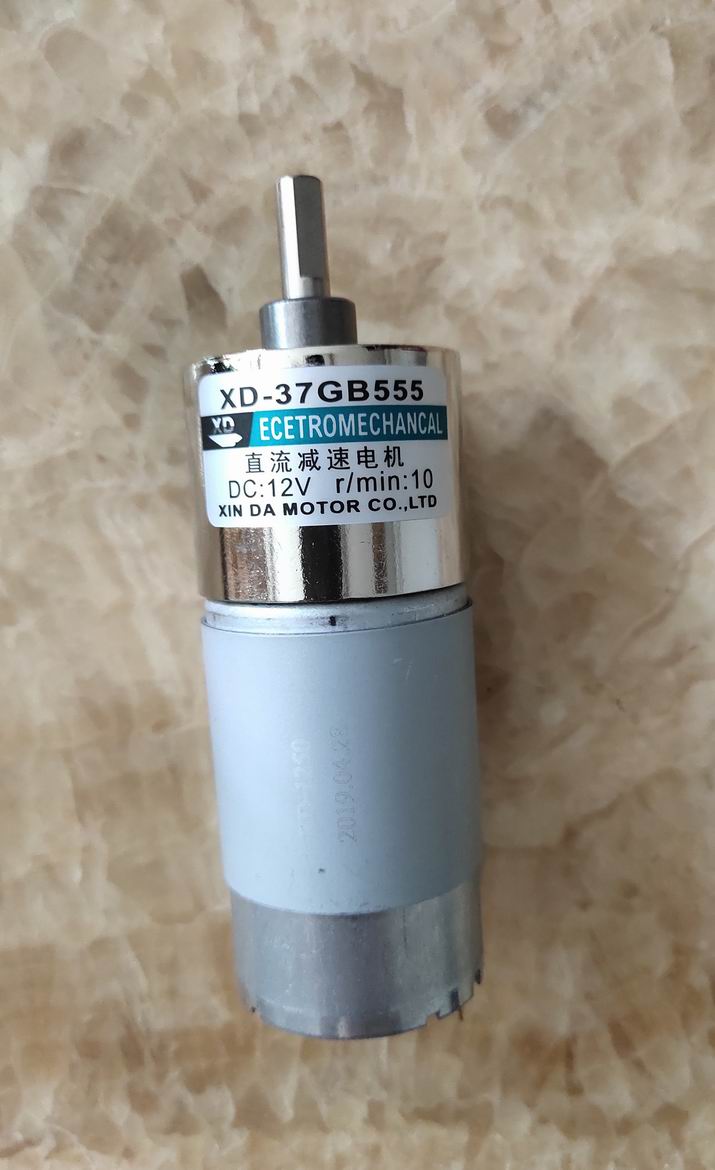 XD-37GB555
XD ECETROMECHANCAL
直流减速电机
DC:12V r/min:10
XIN DA MOTOR CO.,LTD